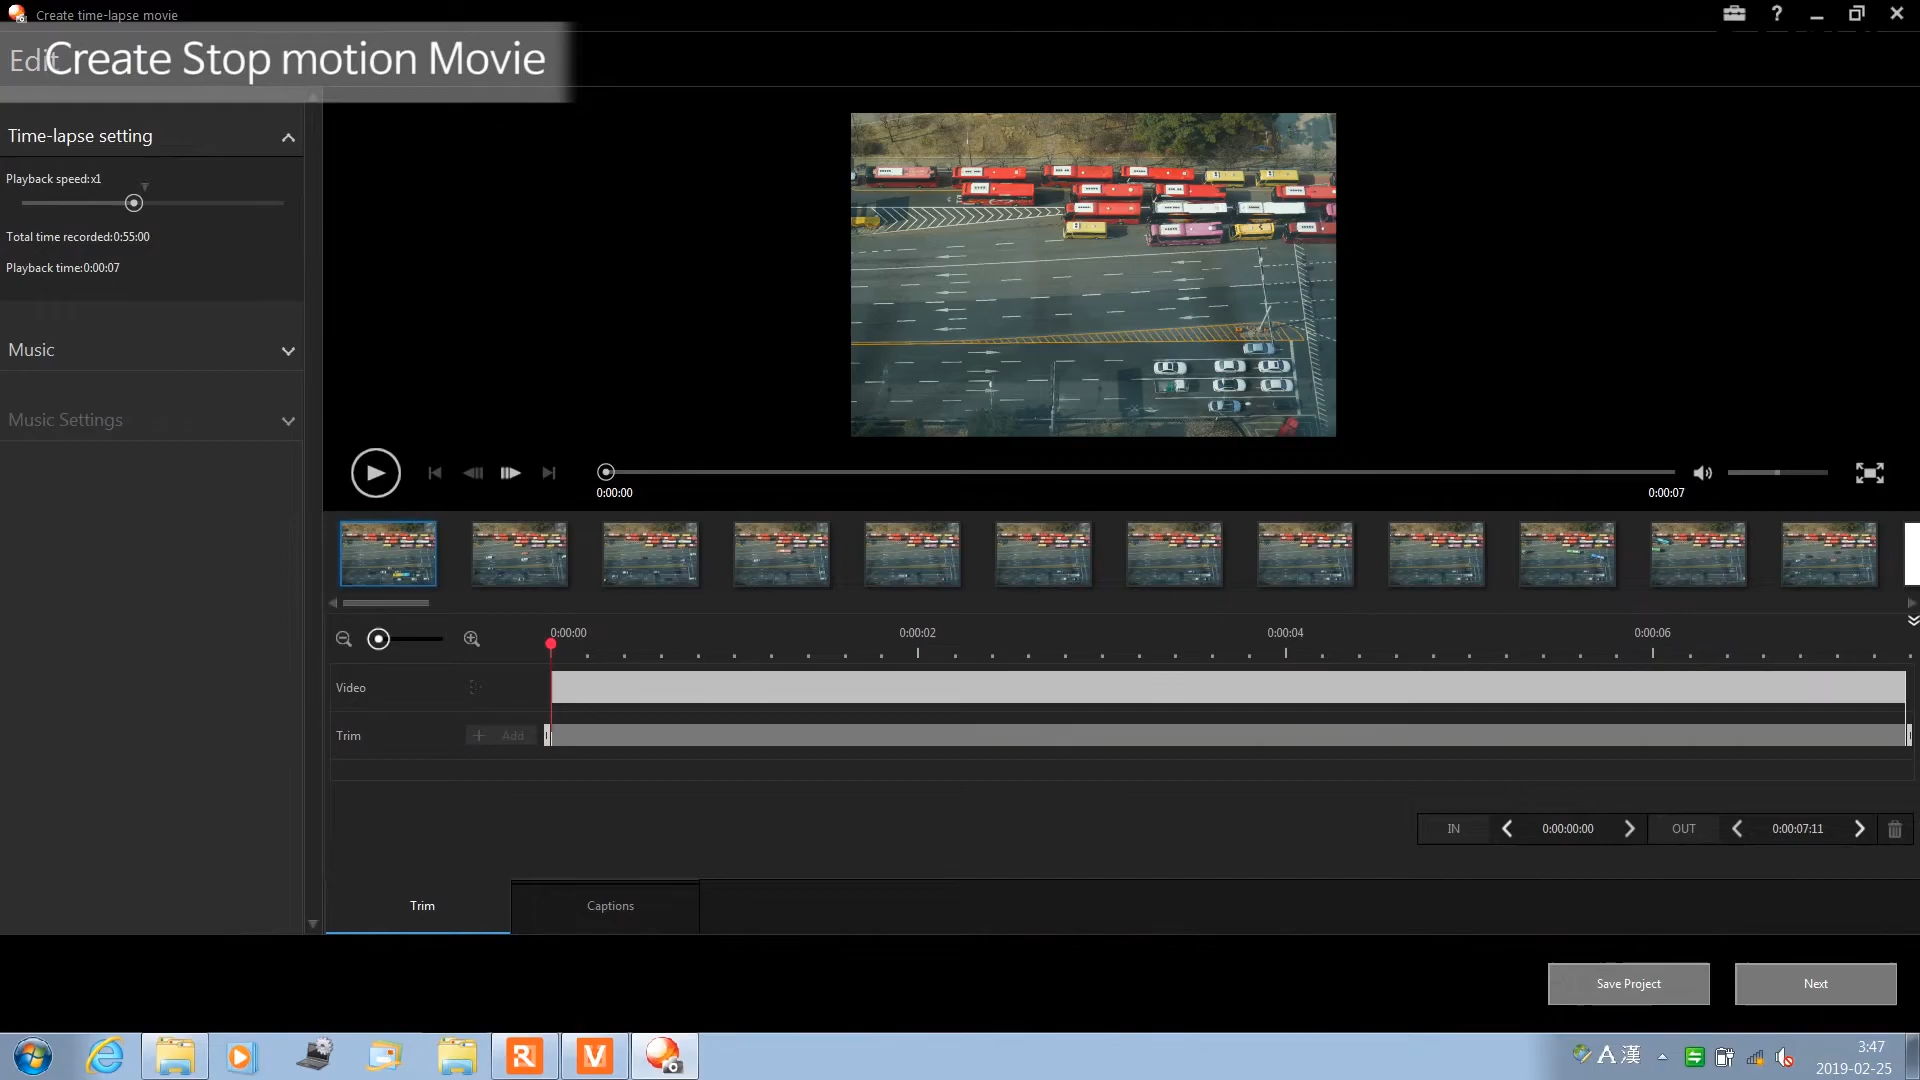 Create time-lapse movie
Edit
Create Stop motion Movie
Time-lapse setting
Playback speed:x1
Total time recorded:0:55:00
Playback time:0:00:07
Music
Music Settings
0:00:00
0:00:07
0:00:00
0:00:02
0:00:04
0:00:06
Video
Trim
Add
IN
0:00:00:00
OUT
0:00:07:11
Trim
Captions
Save Project
Next
R
V
A 漢
3:47
2019-02-25